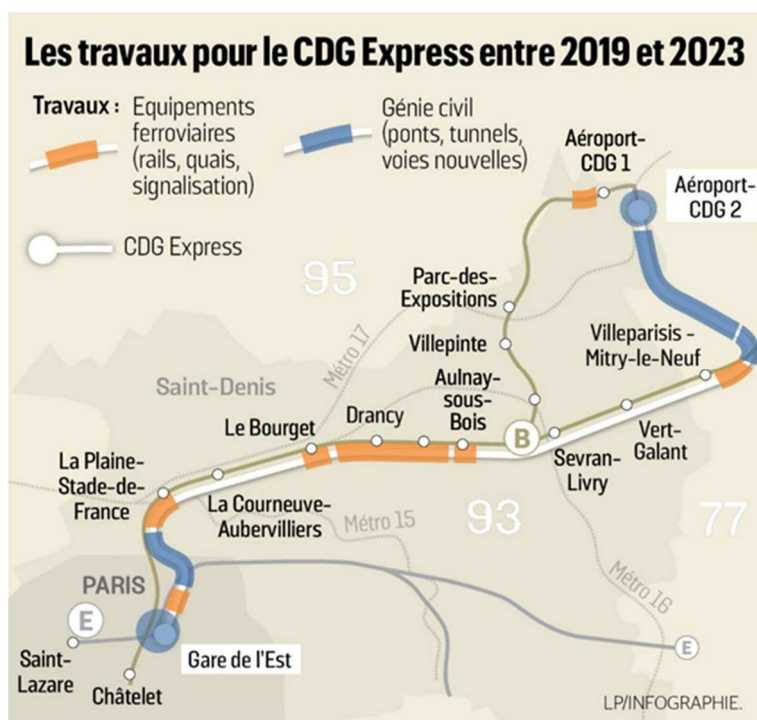 Les travaux pour le CDG Express entre 2019 et 2023
Travaux :
Equipements
ferroviaires
(rails, quais,
signalisation)
Génie civil
(ponts, tunnels,
voies nouvelles)
CDG Express
Aéroport-
CDG 1
Aéroport-
CDG 2
95
Parc-des-
Expositions
Métro 17
Villepinte
Villeparisis -
Mitry-le-Neuf
Saint-Denis
Aulnay-
sous-
Bois
Drancy
Le Bourget
B
Vert-
Galant
Sevran-
Livry
La Plaine-
Stade-de-
France
La Courneuve-
Aubervilliers
Métro 15
93
77
Métro 16
PARIS
E
E
Saint-
Lazare
Gare de l'Est
Châtelet
LP/INFOGRAPHIE.